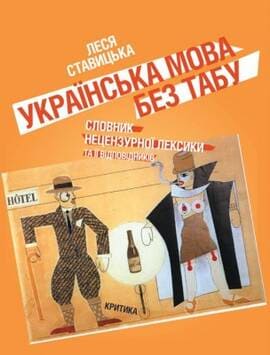 ЛЕСЯ
СТАВИЦЬКА
УКРАЇНСЬКА МОВА
БЕЗ ТАБУ
СЛОВНИК
НЕЦЕНЗУРНОЇ ЛЕКСИКИ
ТА ЇЇ ВІДПОВІДНИКІВ
HÔTEL
КРИТИКА